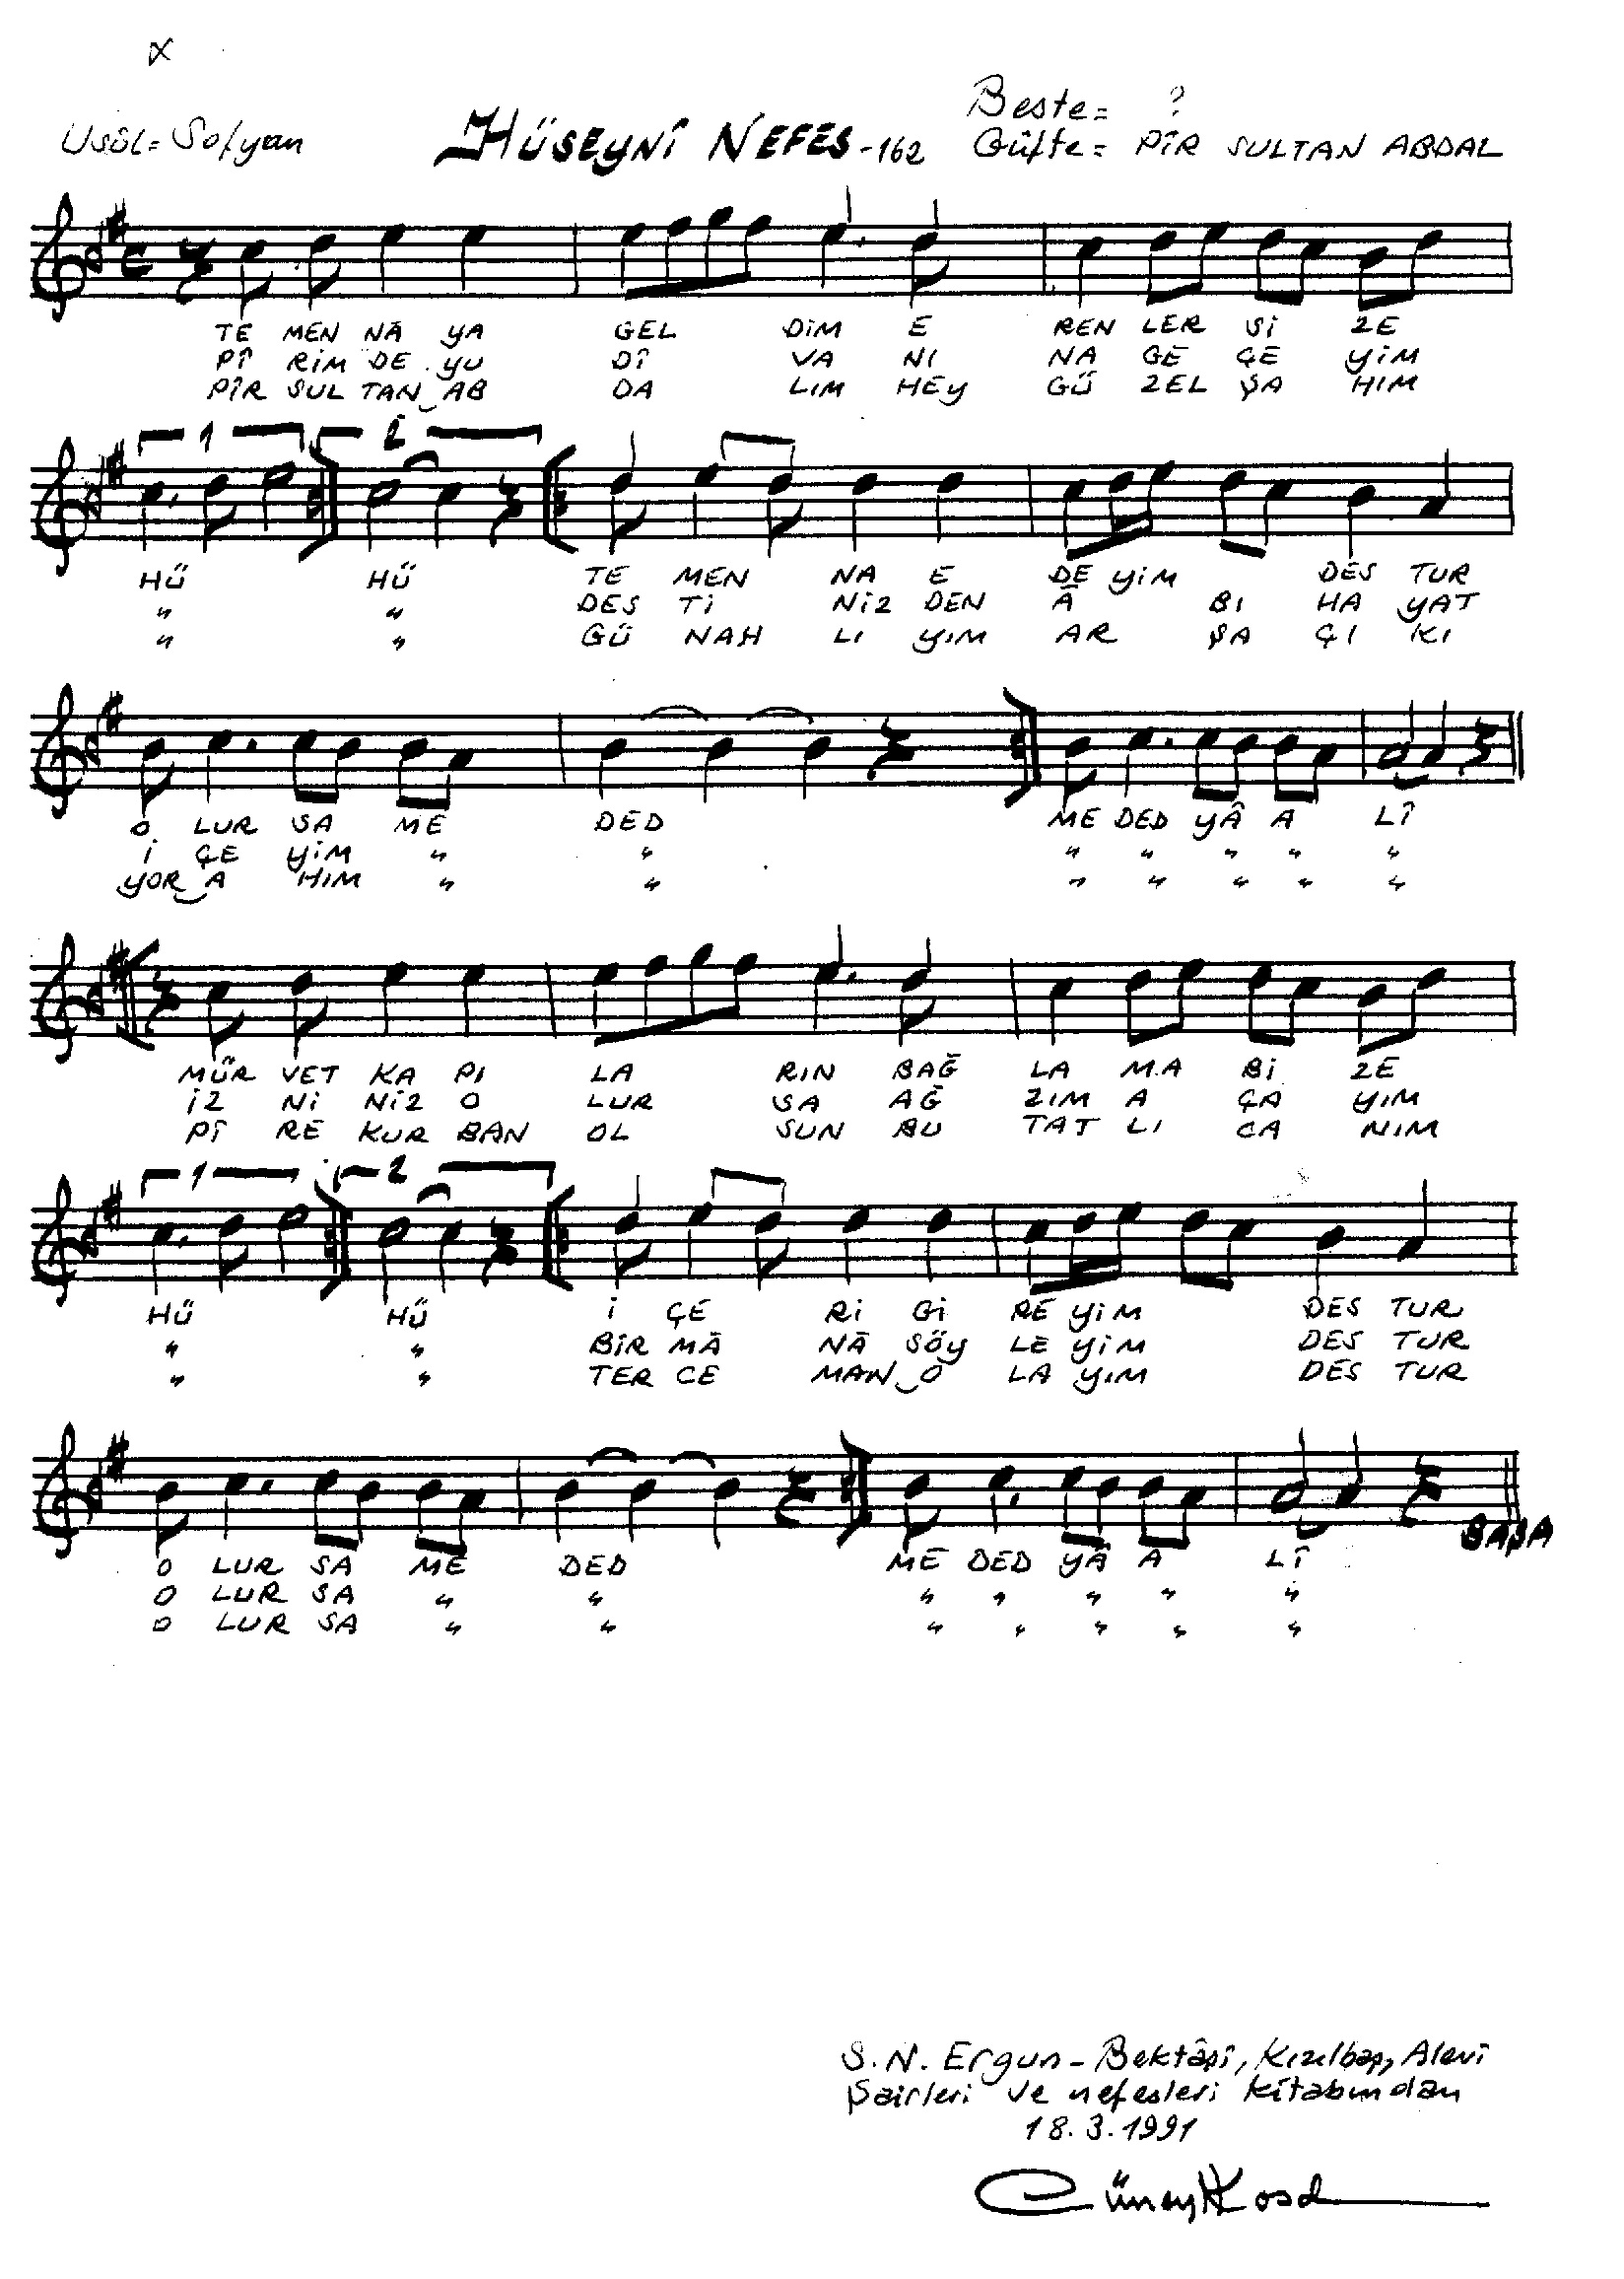 Beste = ?
Usûl = Sofyan HÜSEYNÎ NEFES - 162 Güfte = PÎR SULTAN ABDAL
TE MEN NÂ YA GEL DİM E REN LER Sİ ZE
PÎ RİM DE YU DÎ VA NI NA GE ÇE YİM
PÎR SUL TAN AB DA LIM HEY GÜ ZEL ŞA HIM
1 2
HÛ HÛ TE MEN NA E DE YİM DES TUR
" " DES Tİ NİZ DEN Â BI HA YAT
" " GÜ NAH LI YIM AR ŞA ÇI KI
O LUR SA ME DED ME DED YÂ A LÎ
İ ÇE YİM " " " " " " "
YOR A HIM " " " " " " "
MÜR VET KA PI LA RIN BAĞ LA MA Bİ ZE
İZ Nİ NİZ O LUR SA AĞ ZIM A ÇA YIM
PÎ RE KUR BAN OL SUN BU TAT LI CA NIM
1 2
HÛ HÛ İ ÇE Rİ Gİ RE YİM DES TUR
" " BİR MÂ NÂ SÖY LE YİM DES TUR
" " TER CE MAN O LA YIM DES TUR
BAŞA
O LUR SA ME DED ME DED YÂ A LÎ
O LUR SA " " " " " " "
O LUR SA " " " " " " "
S.N. Ergun - Bektâşî, Kızılbaş, Alevi
Şairleri ve nefesleri kitabından
18.3.1991